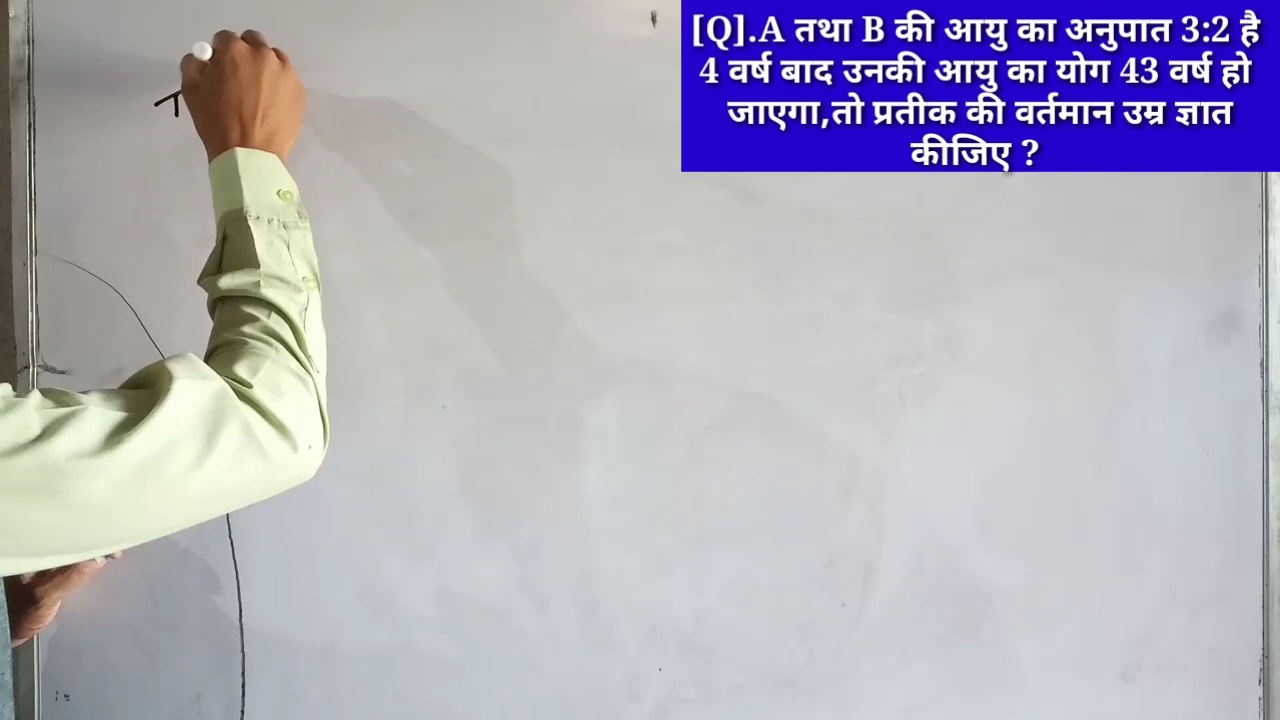 [Q].A तथा B की आयु का अनुपात 3:2 है
4 वर्ष बाद उनकी आयु का योग 43 वर्ष हो
जाएगा,तो प्रतीक की वर्तमान उम्र ज्ञात
कीजिए ?